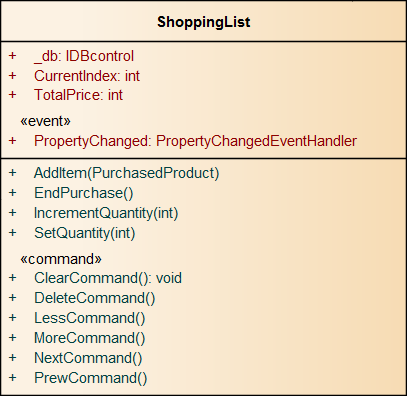 ShoppingList
+ _db: IDBcontrol
+ CurrentIndex: int
+ TotalPrice: int
«event»
+ PropertyChanged: PropertyChangedEventHandler
+ AddItem(PurchasedProduct)
+ EndPurchase()
+ IncrementQuantity(int)
+ SetQuantity(int)
«command»
+ ClearCommand(): void
+ DeleteCommand()
+ LessCommand()
+ MoreCommand()
+ NextCommand()
+ PrewCommand()